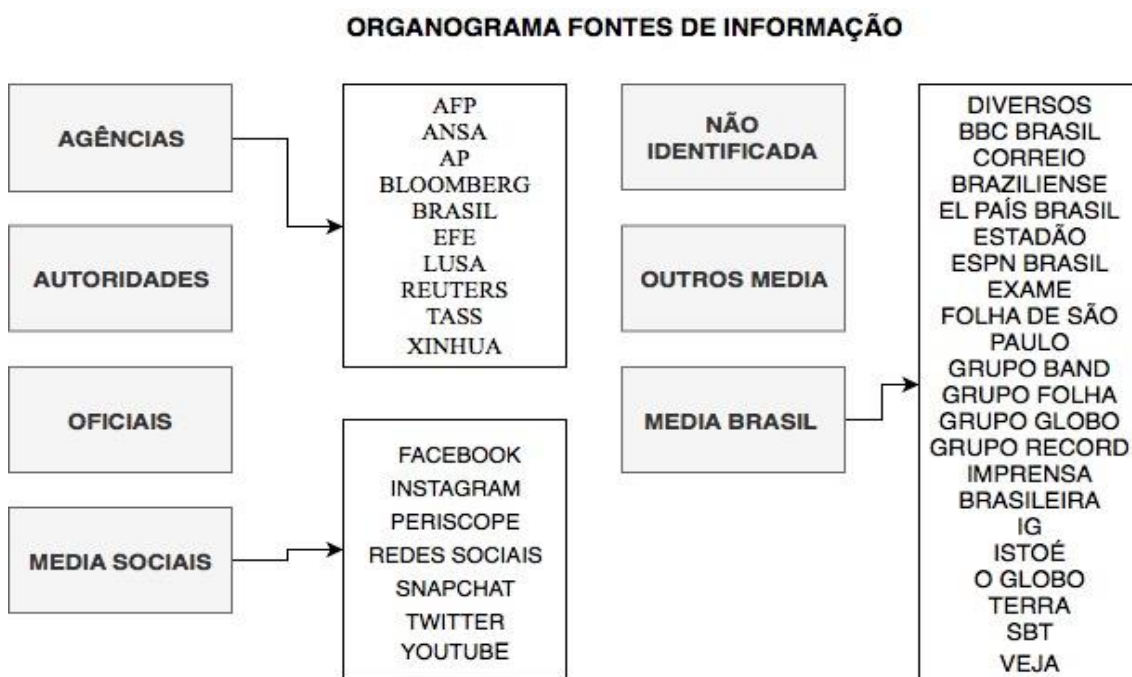 ORGANOGRAMA FONTES DE INFORMAÇÃO
AGÊNCIAS
AFP
ANSA
AP
BLOOMBERG
BRASIL
EFE
LUSA
REUTERS
TASS
XINHUA
AUTORIDADES
OFICIAIS
MEDIA SOCIAIS
FACEBOOK
INSTAGRAM
PERISCOPE
REDES SOCIAIS
SNAPCHAT
TWITTER
YOUTUBE
NÃO
IDENTIFICADA
OUTROS MEDIA
MEDIA BRASIL
DIVERSOS
BBC BRASIL
CORREIO
BRAZILIENSE
EL PAÍS BRASIL
ESTADÃO
ESPN BRASIL
EXAME
FOLHA DE SÃO
PAULO
GRUPO BAND
GRUPO FOLHA
GRUPO GLOBO
GRUPO RECORD
IMPRENSA
BRASILEIRA
IG
ISTOÉ
O GLOBO
TERRA
SBT
VEJA